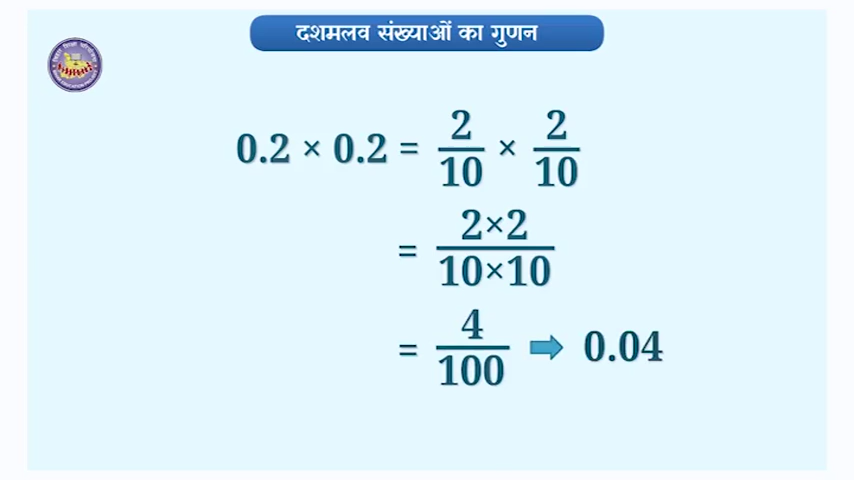 दशमलव संख्याओं का गुणन
0.2 × 0.2 = 2/10 × 2/10
= 2×2/10×10
= 4/100 ➡ 0.04